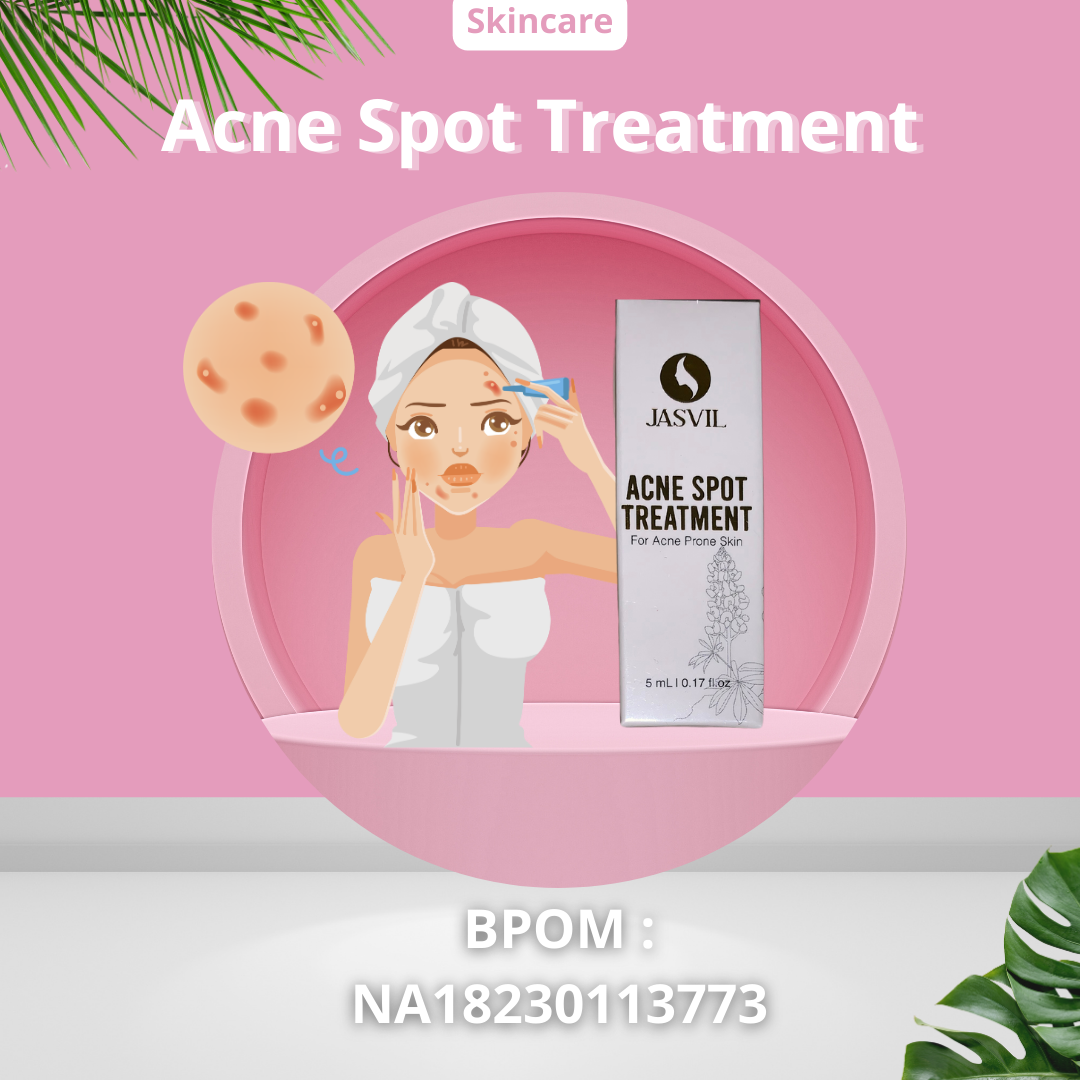 Skincare
Acne Spot Treatment
JASVIL
ACNE SPOT
TREATMENT
For Acne Prone Skin
5 mL | 0.17 fl.oz
BPOM :
NA18230113773